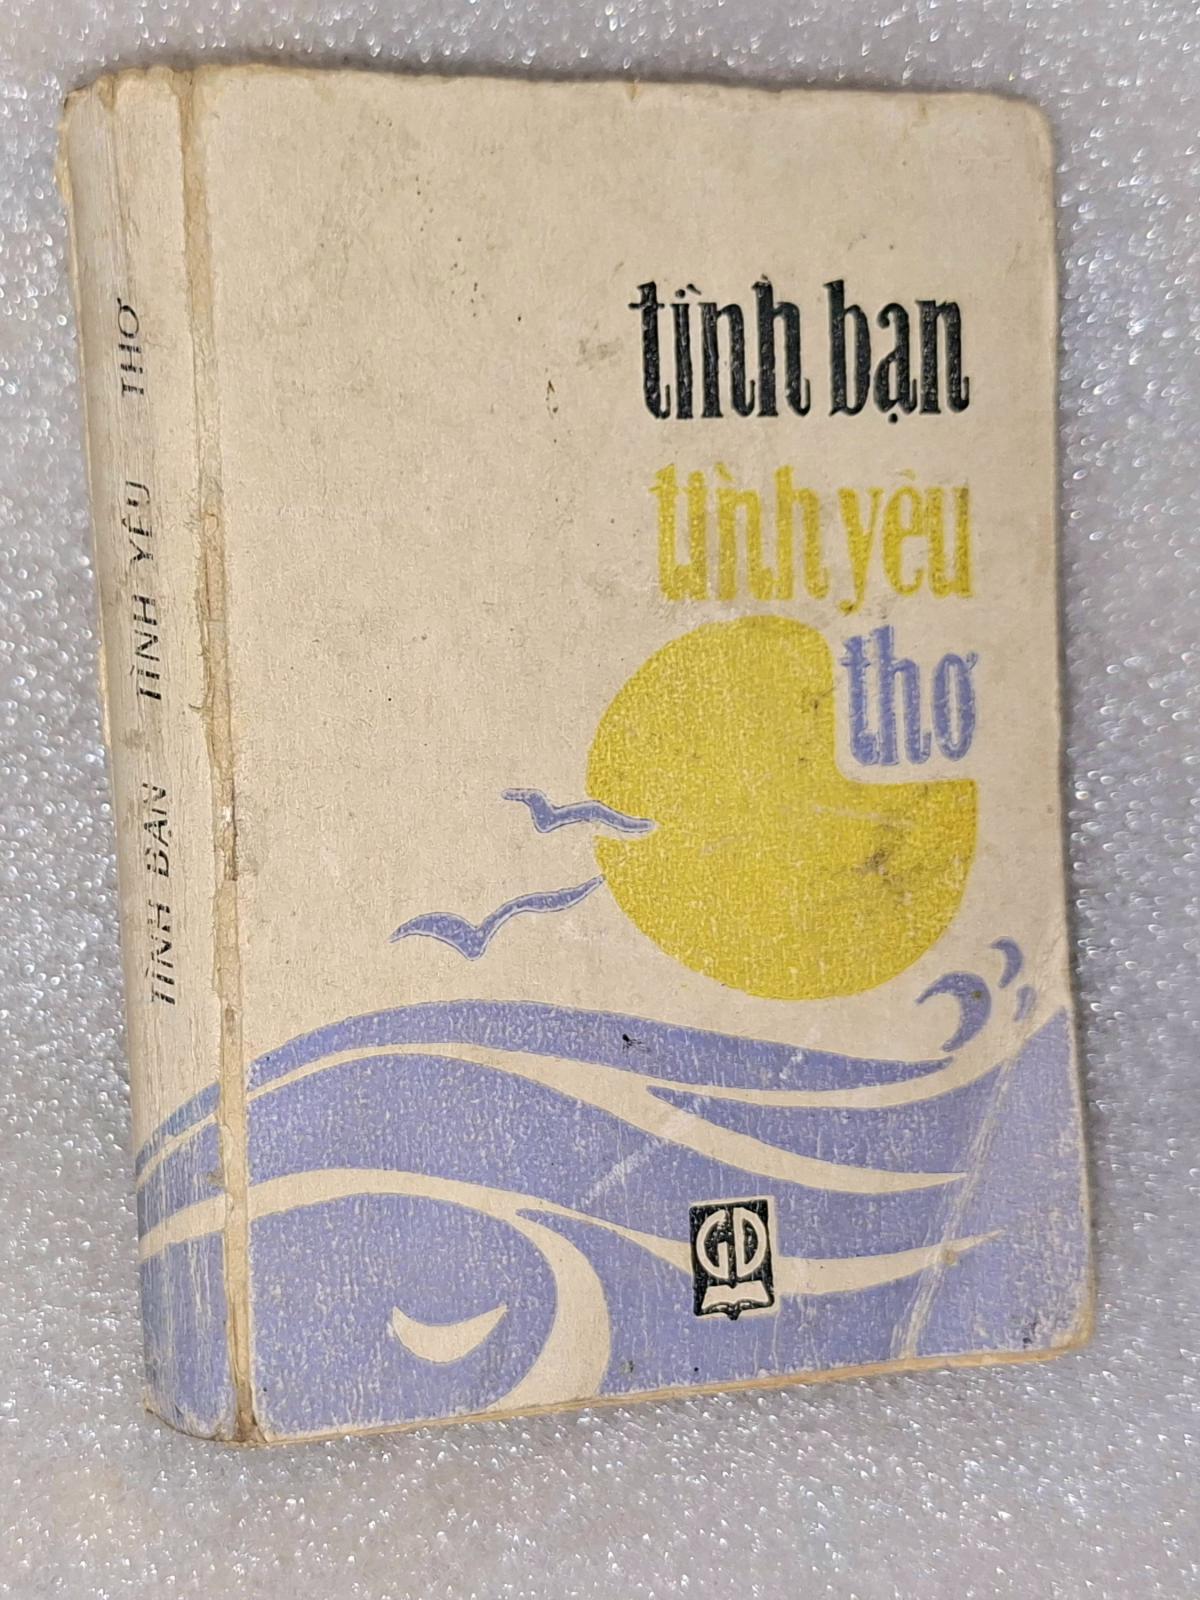 tình bạn
tình yêu
thơ
GD
TÌNH BẠN TÌNH YÊU THƠ